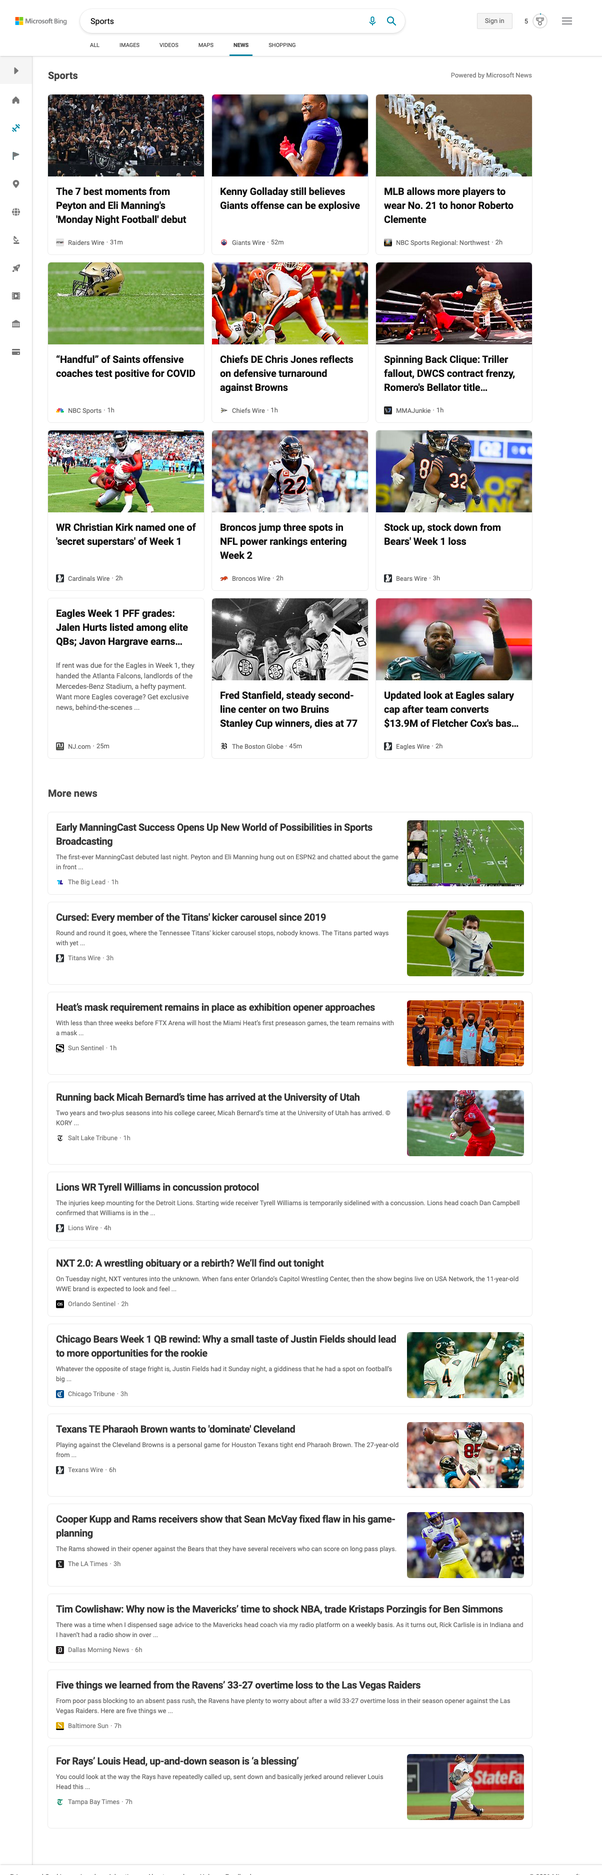 Microsoft Bing
Sports
Sign in
5
ALL
IMAGES
VIDEOS
MAPS
NEWS
SHOPPING
Sports
Powered by Microsoft News
The 7 best moments from
Peyton and Eli Manning's
'Monday Night Football' debut
Raiders Wire · 31m
Kenny Golladay still believes
Giants offense can be explosive
Giants Wire · 52m
MLB allows more players to
wear No. 21 to honor Roberto
Clemente
NBC Sports Regional: Northwest · 2h
“Handful” of Saints offensive
coaches test positive for COVID
NBC Sports · 1h
Chiefs DE Chris Jones reflects
on defensive turnaround
against Browns
Chiefs Wire · 1h
Spinning Back Clique: Triller
fallout, DWCS contract frenzy,
Romero's Bellator title…
MMAJunkie · 1h
WR Christian Kirk named one of
'secret superstars' of Week 1
Cardinals Wire · 2h
22
Broncos jump three spots in
NFL power rankings entering
Week 2
Broncos Wire · 2h
32
Stock up, stock down from
Bears' Week 1 loss
Bears Wire · 3h
Eagles Week 1 PFF grades:
Jalen Hurts listed among elite
QBs; Javon Hargrave earns…
If rent was due for the Eagles in Week 1, they
handed the Atlanta Falcons, landlords of the
Mercedes-Benz Stadium, a hefty payment.
Want more Eagles coverage? Get exclusive
news, behind-the-scenes ...
NJ.com · 25m
Fred Stanfield, steady second-
line center on two Bruins
Stanley Cup winners, dies at 77
The Boston Globe · 45m
Updated look at Eagles salary
cap after team converts
$13.9M of Fletcher Cox's bas…
Eagles Wire · 2h
More news
Early ManningCast Success Opens Up New World of Possibilities in Sports
Broadcasting
The first-ever ManningCast debuted last night. Peyton and Eli Manning hung out on ESPN2 and chatted about the game
in front ...
The Big Lead · 1h
Cursed: Every member of the Titans' kicker carousel since 2019
Round and round it goes, where the Tennessee Titans' kicker carousel stops, nobody knows. The Titans parted ways
with yet ...
Titans Wire · 3h
2
Heat’s mask requirement remains in place as exhibition opener approaches
With less than three weeks before FTX Arena will host the Miami Heat’s first preseason games, the team remains with
a mask ...
Sun Sentinel · 1h
Running back Micah Bernard’s time has arrived at the University of Utah
Two years and two-plus seasons into his college career, Micah Bernard’s time at the University of Utah has arrived. ©
KORY ...
Salt Lake Tribune · 1h
Lions WR Tyrell Williams in concussion protocol
The injuries keep mounting for the Detroit Lions. Starting wide receiver Tyrell Williams is temporarily sidelined with a concussion. Lions head coach Dan Campbell
confirmed that Williams is in the ...
Lions Wire · 4h
NXT 2.0: A wrestling obituary or a rebirth? We’ll find out tonight
On Tuesday night, NXT ventures into the unknown. When fans enter Orlando’s Capitol Wrestling Center, then the show begins live on USA Network, the 11-year-old
WWE brand is expected to look and feel ...
Orlando Sentinel · 2h
Chicago Bears Week 1 QB rewind: Why a small taste of Justin Fields should lead
to more opportunities for the rookie
Whatever the opposite of stage fright is, Justin Fields had it Sunday night, a giddiness that he had a spot on football’s
big ...
Chicago Tribune · 3h
4
Texans TE Pharaoh Brown wants to 'dominate' Cleveland
Playing against the Cleveland Browns is a personal game for Houston Texans tight end Pharaoh Brown. The 27-year-old
from ...
Texans Wire · 6h
85
Cooper Kupp and Rams receivers show that Sean McVay fixed flaw in his game-
planning
The Rams showed in their opener against the Bears that they have several receivers who can score on long pass plays.
The LA Times · 3h
23
Tim Cowlishaw: Why now is the Mavericks’ time to shock NBA, trade Kristaps Porzingis for Ben Simmons
There was a time when I dispensed sage advice to the Mavericks head coach via my radio platform on a weekly basis. As it turns out, Rick Carlisle is in Indiana and
I haven’t had a radio show in over ...
Dallas Morning News · 6h
Five things we learned from the Ravens’ 33-27 overtime loss to the Las Vegas Raiders
From poor pass blocking to an absent pass rush, the Ravens have plenty to worry about after a wild 33-27 overtime loss in their season opener against the Las
Vegas Raiders. Here are five things we ...
Baltimore Sun · 7h
For Rays’ Louis Head, up-and-down season is ‘a blessing’
You could look at the way the Rays have repeatedly called up, sent down and basically jerked around reliever Louis
Head this ...
Tampa Bay Times · 7h
State Fa